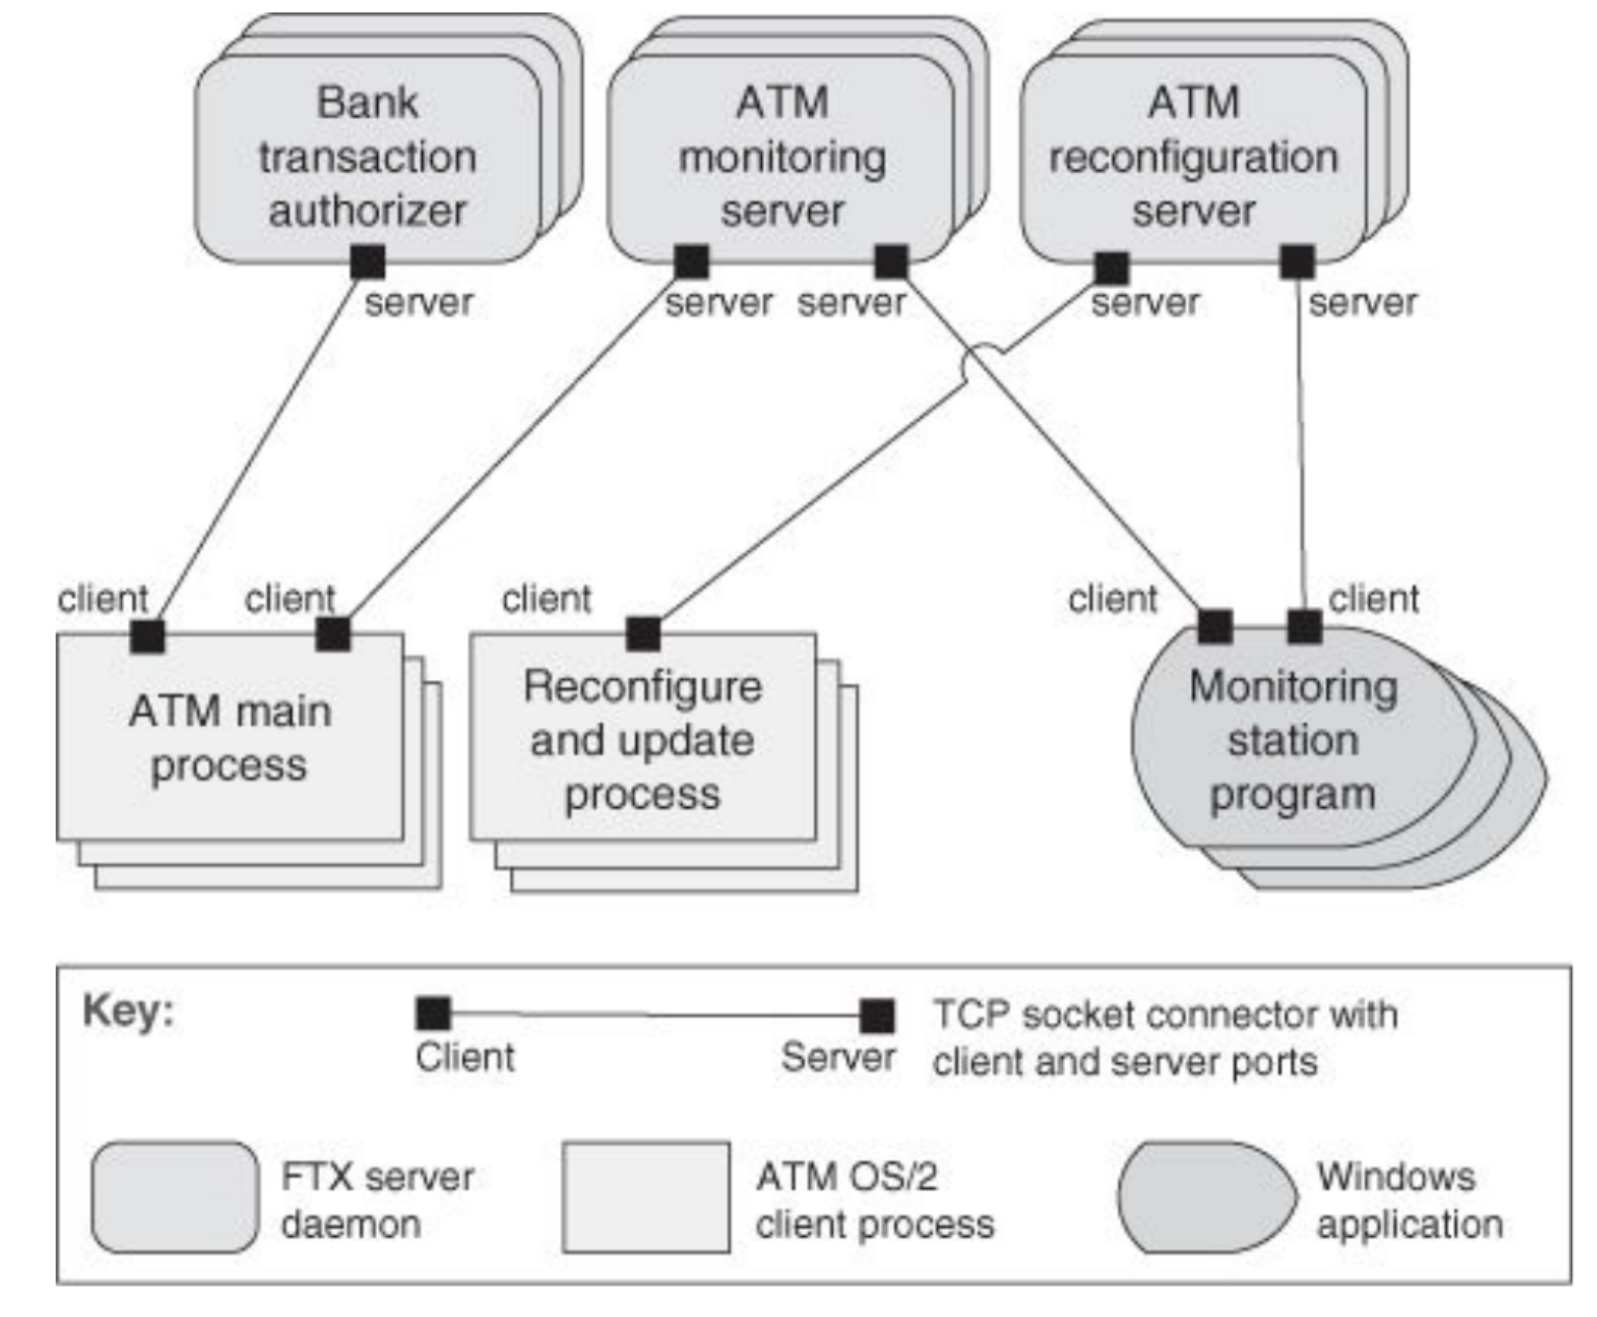 Bank
transaction
authorizer
ATM
monitoring
server
ATM
reconfiguration
server
server
server
server
server
server
client
client
client
client
client
ATM main
process
Reconfigure
and update
process
Monitoring
station
program
Key:
Client
Server
TCP socket connector with
client and server ports
FTX server
daemon
ATM OS/2
client process
Windows
application